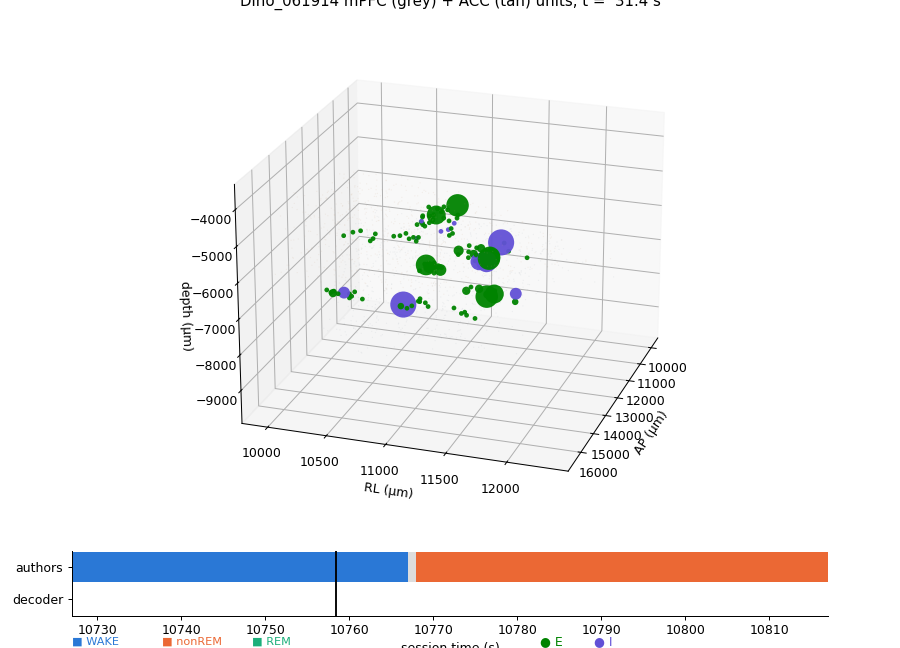 Dino_061914 mPFC (grey) + ACC (tan) units, t = 31.4 s
−4000
−5000
−6000
−7000
−8000
−9000
depth (μm)
10000
10500
11000
11500
12000
RL (μm)
10000
11000
12000
13000
14000
15000
16000
AP (μm)
authors
decoder
10730 10740 10750 10760 10770 10780 10790 10800 10810
session time (s)
WAKE nonREM REM E I